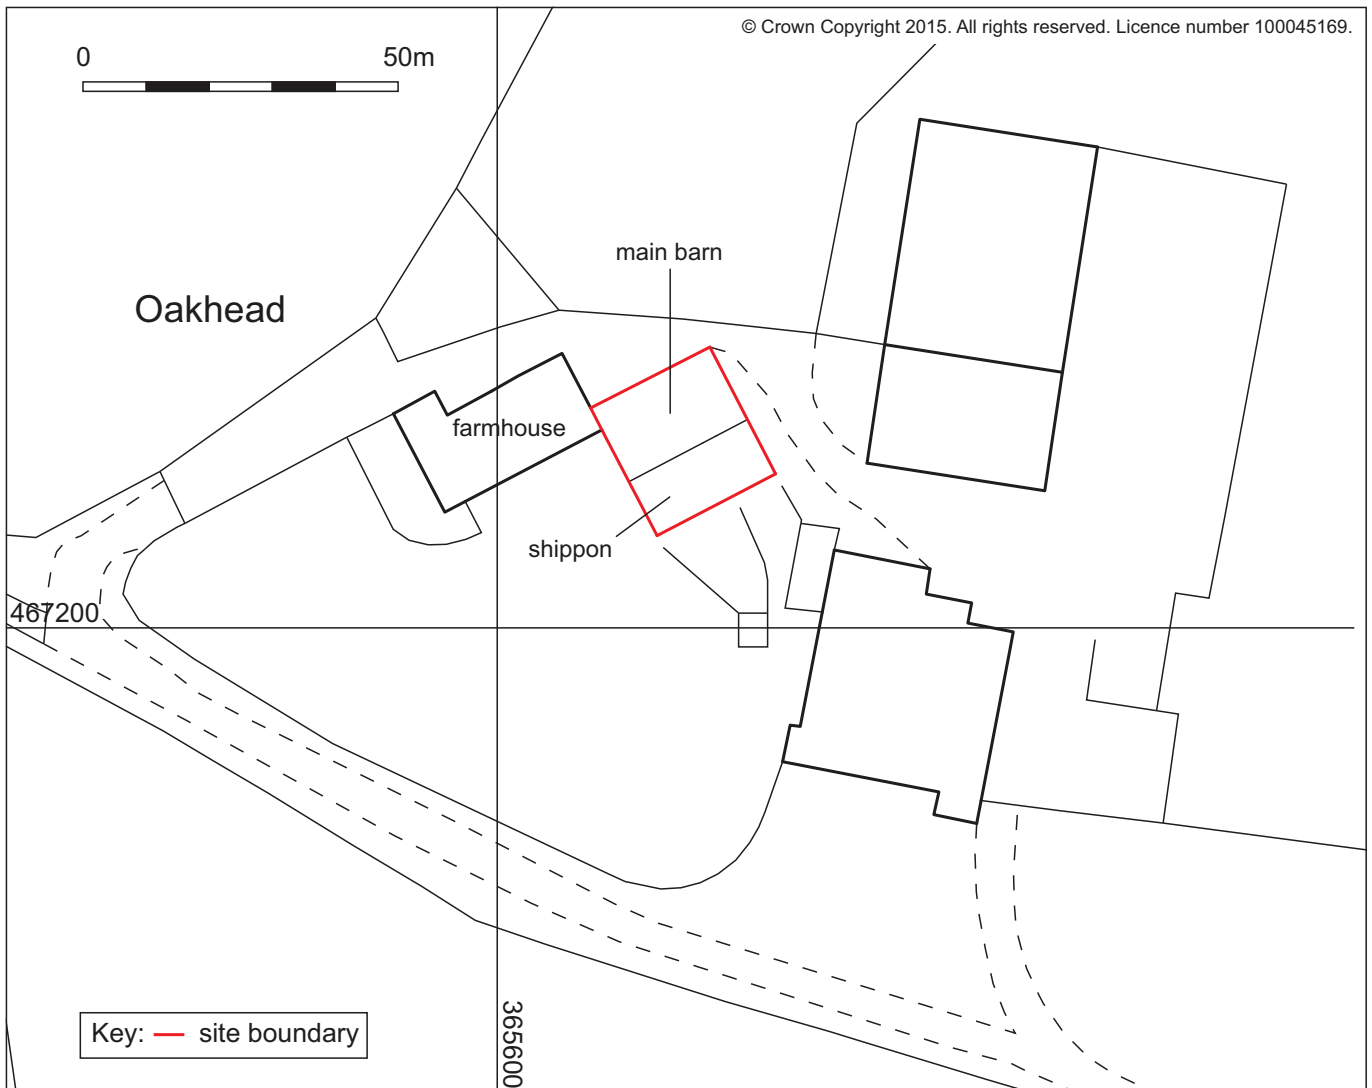 © Crown Copyright 2015. All rights reserved. Licence number 100045169.
0 50m
main barn
Oakhead
farmhouse
shippon
467200
365600
Key: site boundary